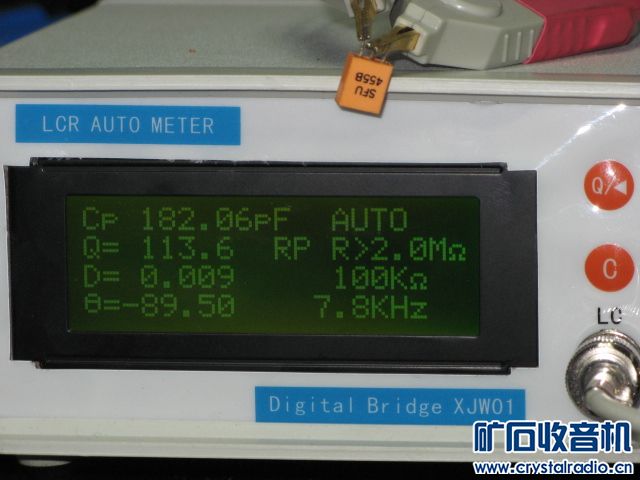 SFU
455B
LCR AUTO METER
Cp 182.06pF AUTO
Q= 113.6 RP R>2.0MΩ
D= 0.009 100KΩ
θ=-89.50 7.8KHz
Q/◄
C
LC
Digital Bridge XJW01
矿石收音机
www.crystalradio.cn